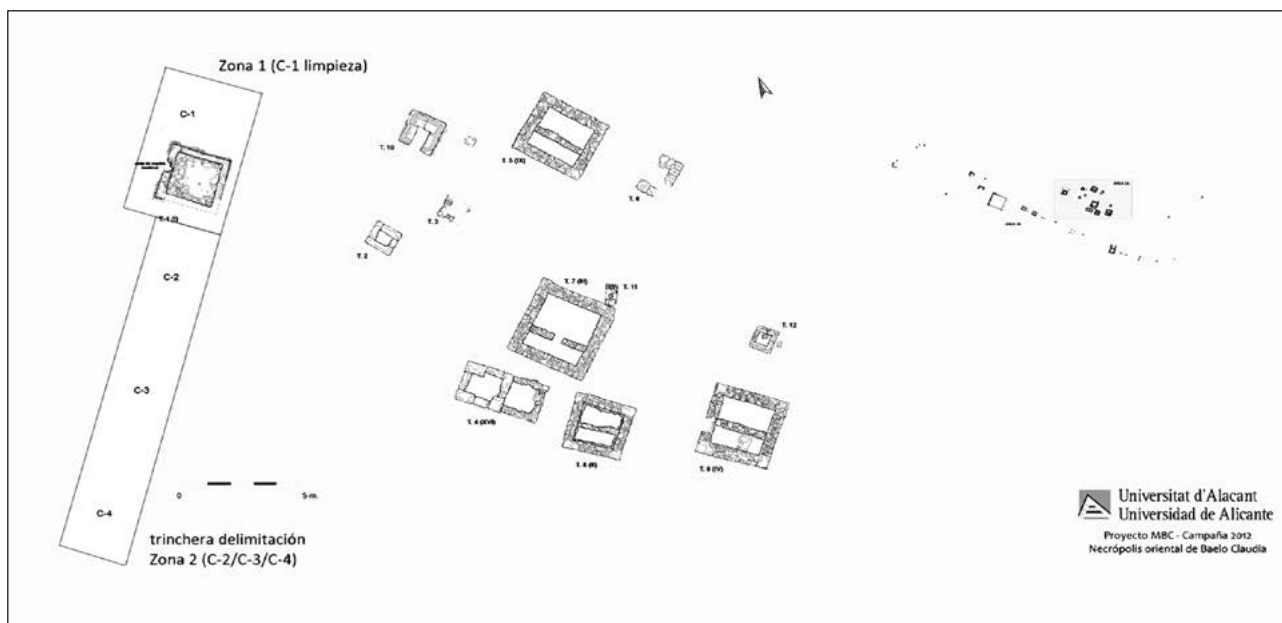 Zona 1 (C-1 limpieza)
C-1
C-2
C-3
C-4
T. 10
T. 5 (IX)
T. 6
T. 3
T. 2
T. 7 (III)
T. 11
T. 12
T. 4 (XVI)
T. 8 (II)
T. 9 (IV)
0
5 m.
trinchera delimitación
Zona 2 (C-2/C-3/C-4)
Universitat d'Alacant
Universidad de Alicante
Proyecto MBC - Campaña 2012
Necrópolis oriental de Baelo Claudia